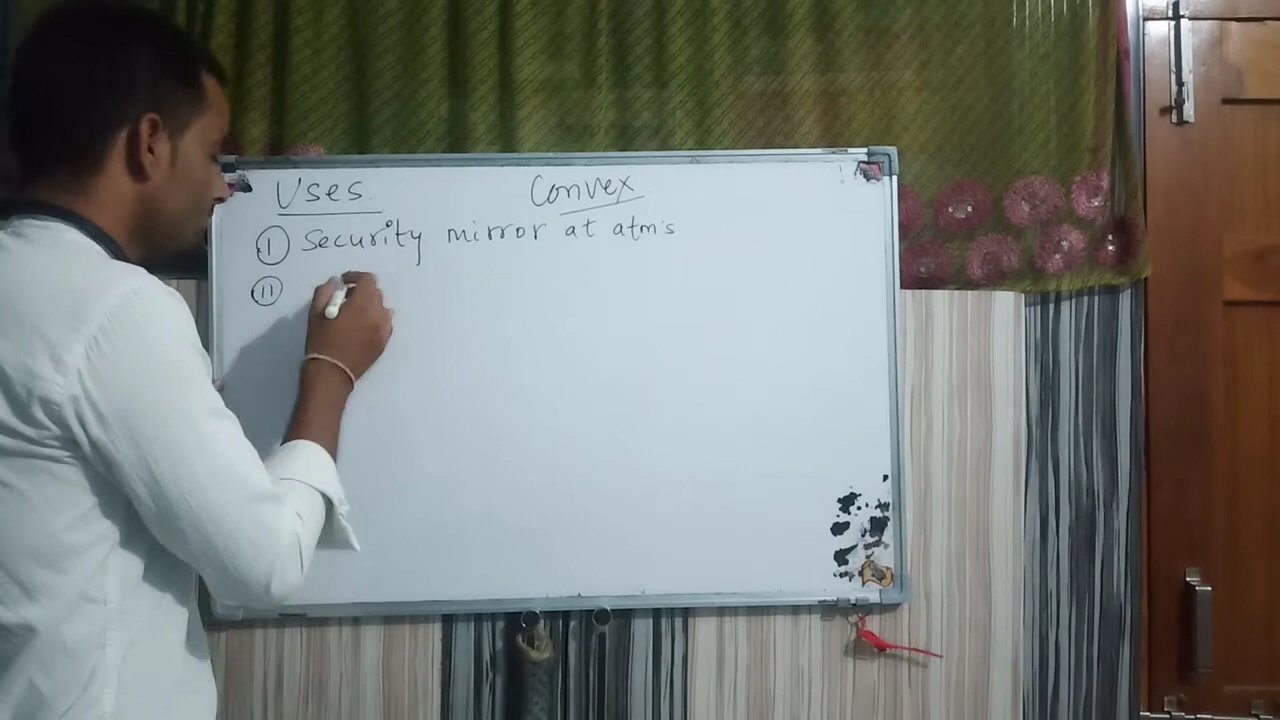 Uses Convex
(I) Security mirror at atm's
(II)